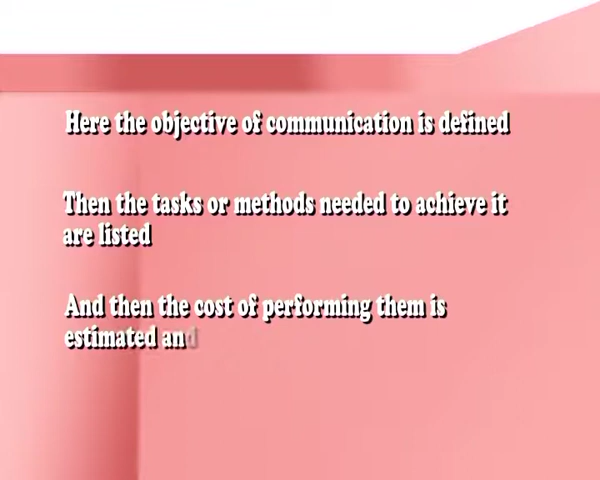 Here the objective of communication is defined
Then the tasks or methods needed to achieve it
are listed
And then the cost of performing them is
estimated and